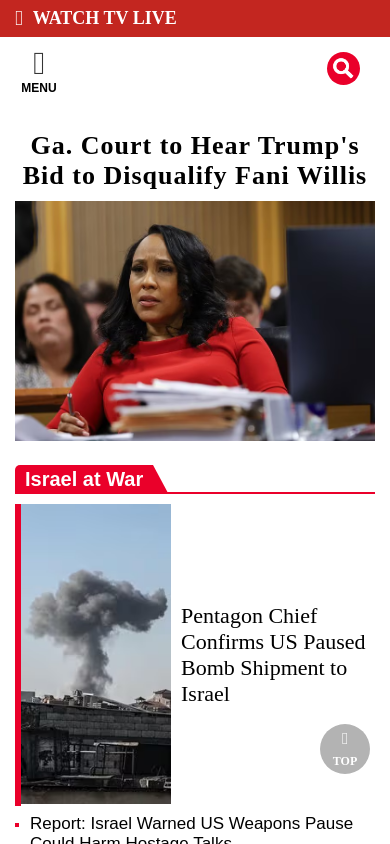 WATCH TV LIVE
MENU
Ga. Court to Hear Trump's
Bid to Disqualify Fani Willis
Israel at War
Pentagon Chief
Confirms US Paused
Bomb Shipment to
Israel
TOP
Report: Israel Warned US Weapons Pause
Could Harm Hostage Talks